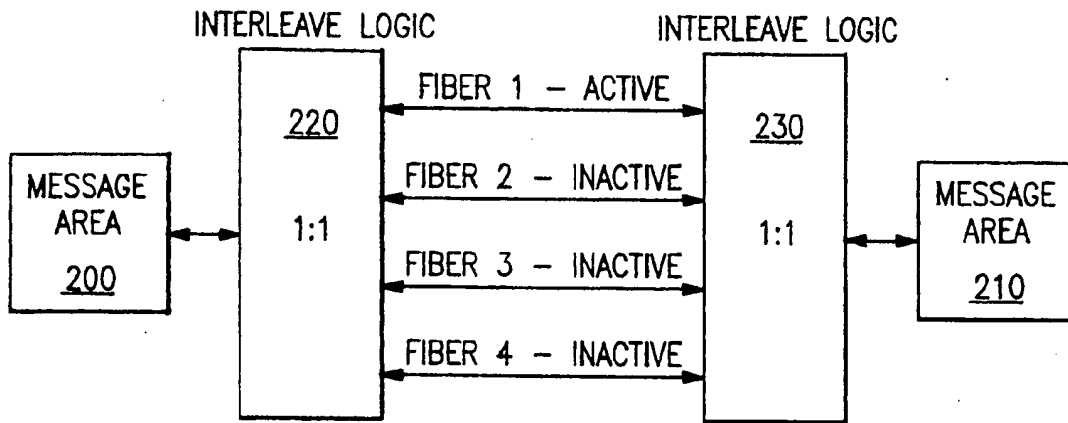 INTERLEAVE LOGIC
INTERLEAVE LOGIC
FIBER 1 – ACTIVE
220
230
FIBER 2 – INACTIVE
MESSAGE
AREA
200
1:1
1:1
MESSAGE
AREA
210
FIBER 3 – INACTIVE
FIBER 4 – INACTIVE